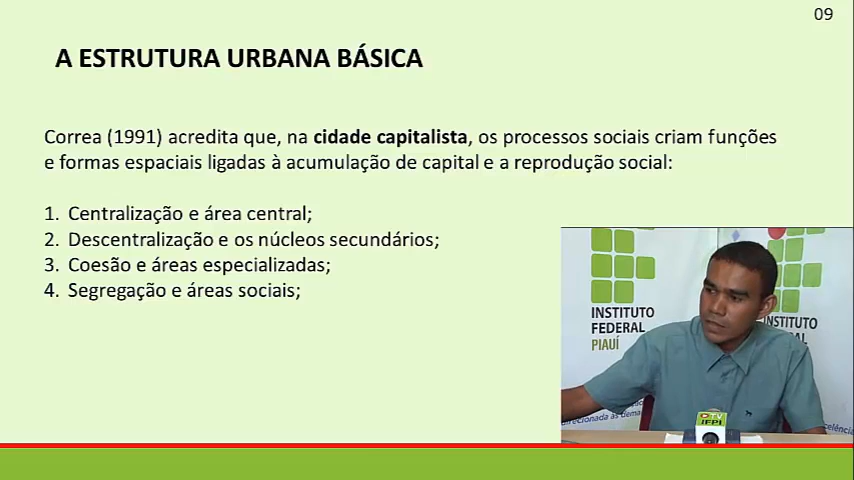 09
A ESTRUTURA URBANA BÁSICA
Correa (1991) acredita que, na cidade capitalista, os processos sociais criam funções
e formas espaciais ligadas à acumulação de capital e a reprodução social:
1. Centralização e área central;
2. Descentralização e os núcleos secundários;
3. Coesão e áreas especializadas;
4. Segregação e áreas sociais;
INSTITUTO
FEDERAL
PIAUÍ
INSTITUTO
direcionada às
TV
IFPI